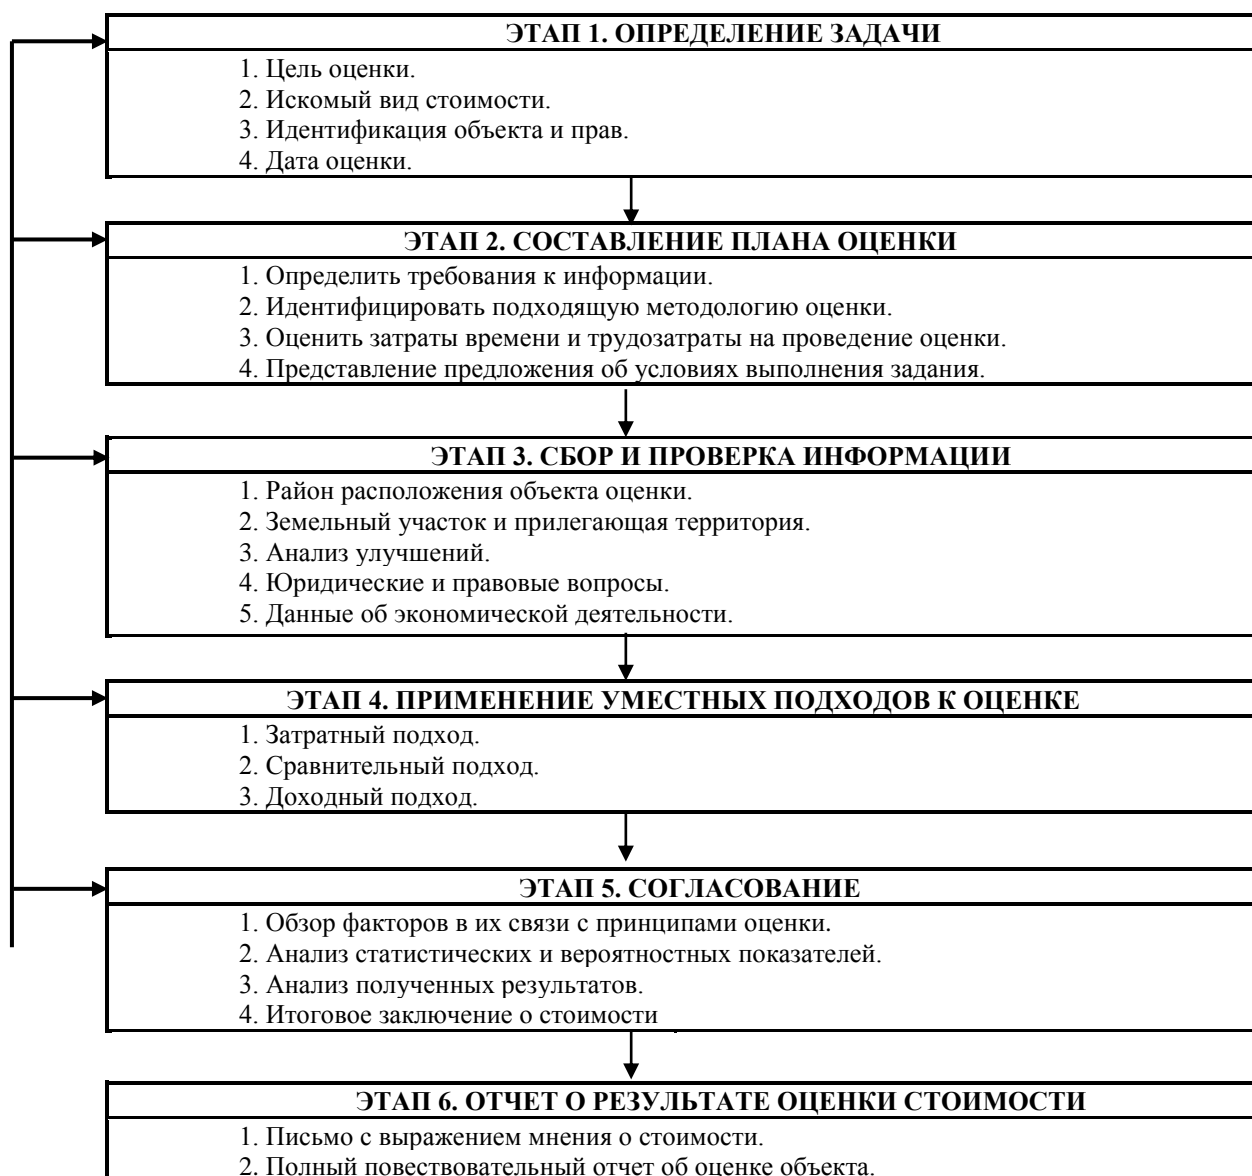 ЭТАП 1. ОПРЕДЕЛЕНИЕ ЗАДАЧИ
1. Цель оценки.
2. Искомый вид стоимости.
3. Идентификация объекта и прав.
4. Дата оценки.
ЭТАП 2. СОСТАВЛЕНИЕ ПЛАНА ОЦЕНКИ
1. Определить требования к информации.
2. Идентифицировать подходящую методологию оценки.
3. Оценить затраты времени и трудозатраты на проведение оценки.
4. Представление предложения об условиях выполнения задания.
ЭТАП 3. СБОР И ПРОВЕРКА ИНФОРМАЦИИ
1. Район расположения объекта оценки.
2. Земельный участок и прилегающая территория.
3. Анализ улучшений.
4. Юридические и правовые вопросы.
5. Данные об экономической деятельности.
ЭТАП 4. ПРИМЕНЕНИЕ УМЕСТНЫХ ПОДХОДОВ К ОЦЕНКЕ
1. Затратный подход.
2. Сравнительный подход.
3. Доходный подход.
ЭТАП 5. СОГЛАСОВАНИЕ
1. Обзор факторов в их связи с принципами оценки.
2. Анализ статистических и вероятностных показателей.
3. Анализ полученных результатов.
4. Итоговое заключение о стоимости
ЭТАП 6. ОТЧЕТ О РЕЗУЛЬТАТЕ ОЦЕНКИ СТОИМОСТИ
1. Письмо с выражением мнения о стоимости.
2. Полный повествовательный отчет об оценке объекта.